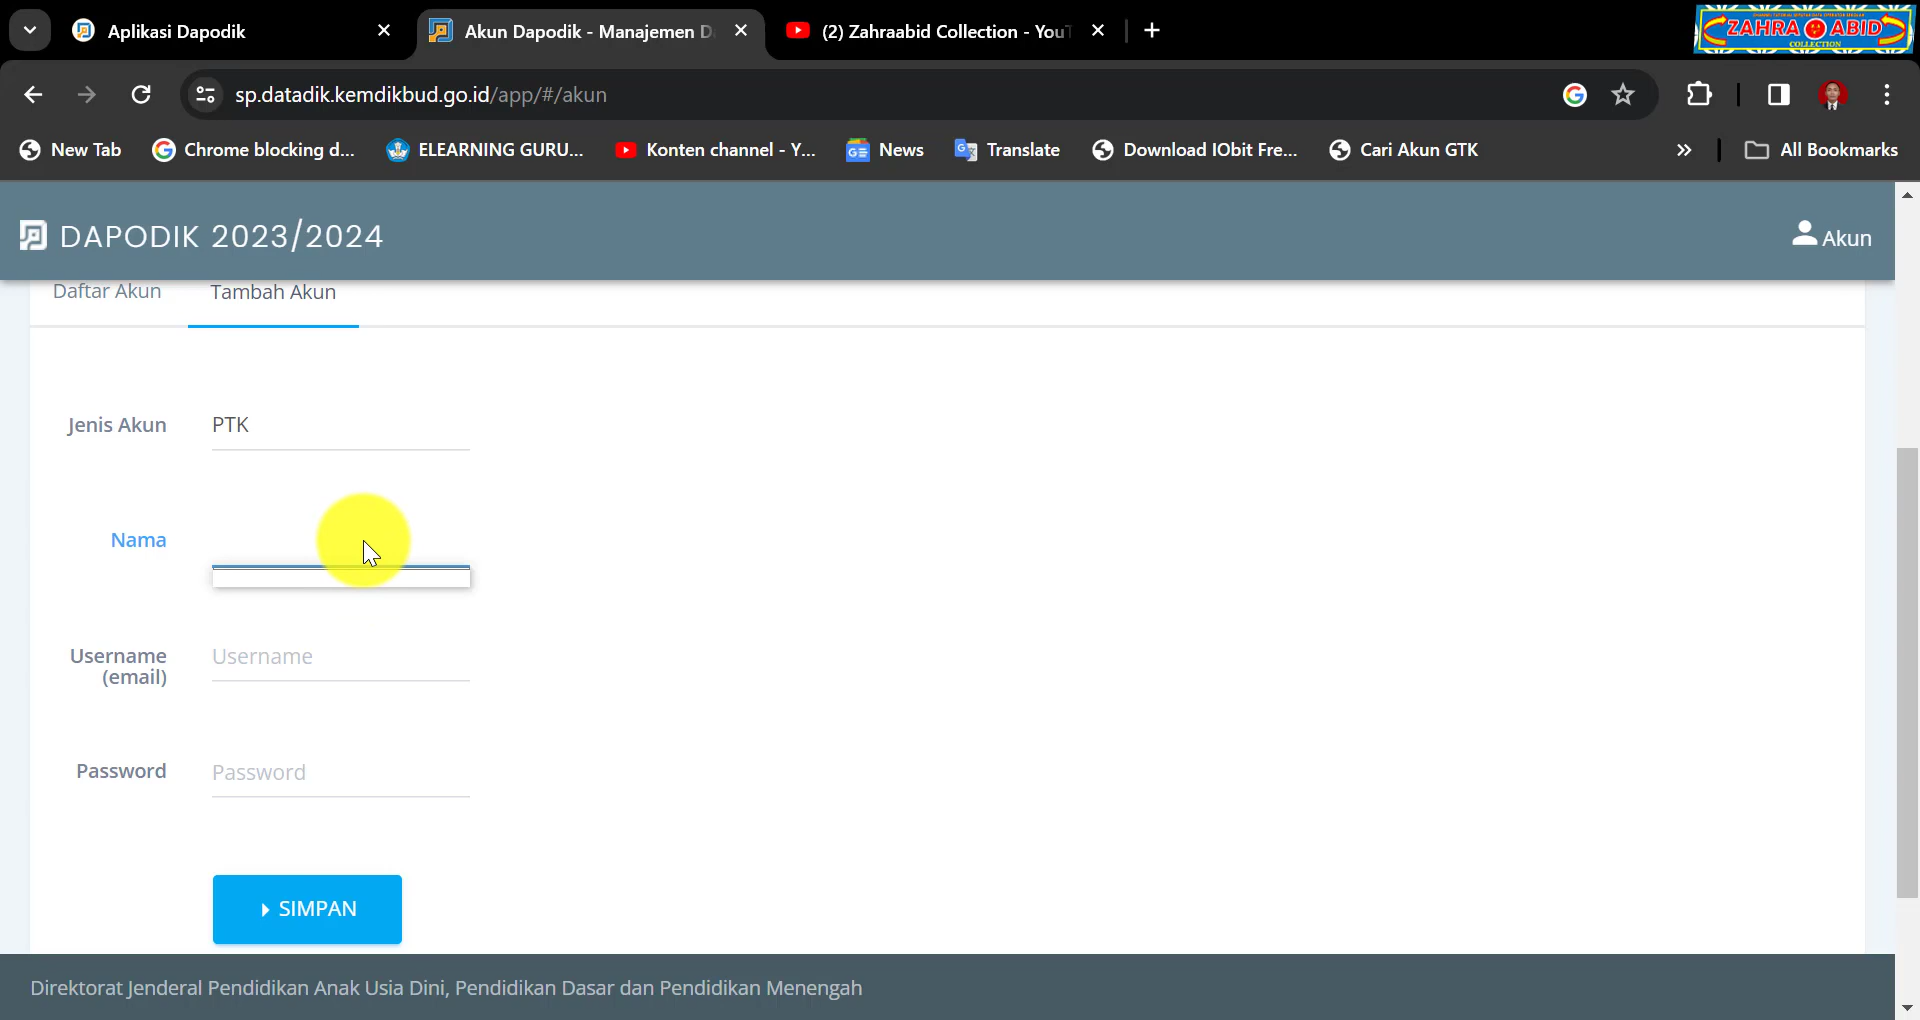 Aplikasi Dapodik
Akun Dapodik - Manajemen D
(2) Zahraabid Collection - YouT
ZAHRA ABID
COLLECTION
sp.datadik.kemdikbud.go.id/app/#/akun
New Tab
Chrome blocking d...
ELEARNING GURU...
Konten channel - Y...
News
Translate
Download IObit Fre...
Cari Akun GTK
All Bookmarks
DAPODIK 2023/2024
Akun
Daftar Akun
Tambah Akun
Jenis Akun
PTK
Nama
Username
(email)
Username
Password
Password
SIMPAN
Direktorat Jenderal Pendidikan Anak Usia Dini, Pendidikan Dasar dan Pendidikan Menengah